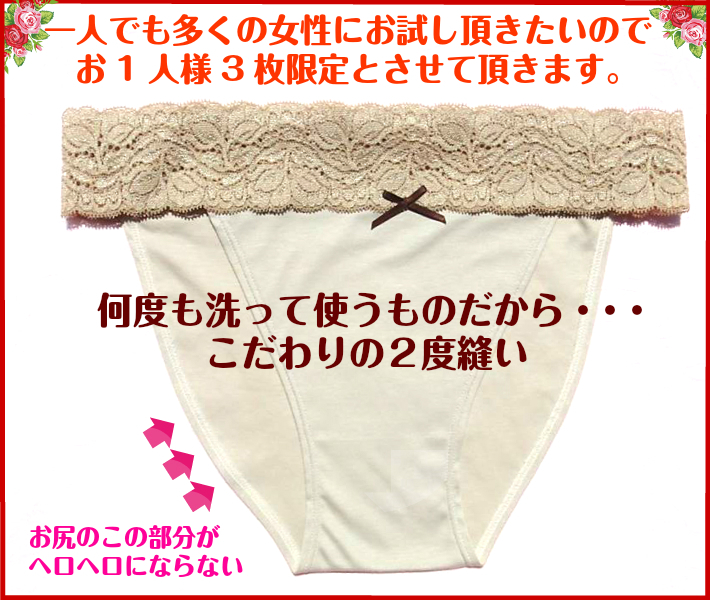 一人でも多くの女性にお試し頂きたいので
お１人様３枚限定とさせて頂きます。
何度も洗って使うものだから・・・
こだわりの２度縫い
お尻のこの部分が
ヘロヘロにならない